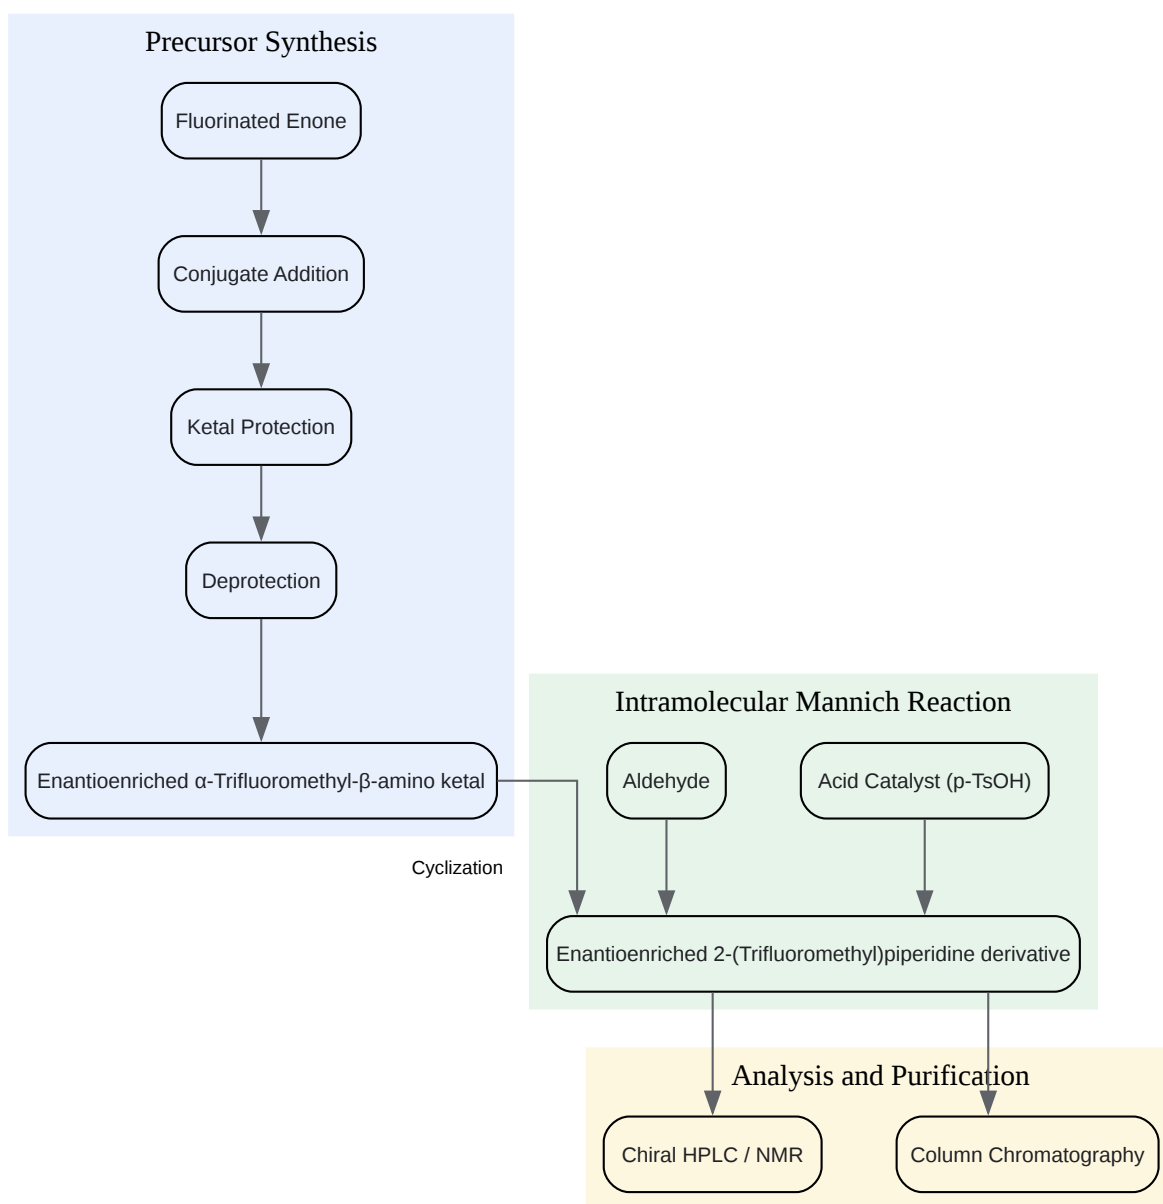 Precursor Synthesis
Fluorinated Enone
Conjugate Addition
Ketal Protection
Deprotection
Enantioenriched α-Trifluoromethyl-β-amino ketal
Cyclization
Intramolecular Mannich Reaction
Aldehyde
Acid Catalyst (p-TsOH)
Enantioenriched 2-(Trifluoromethyl)piperidine derivative
Analysis and Purification
Chiral HPLC / NMR
Column Chromatography